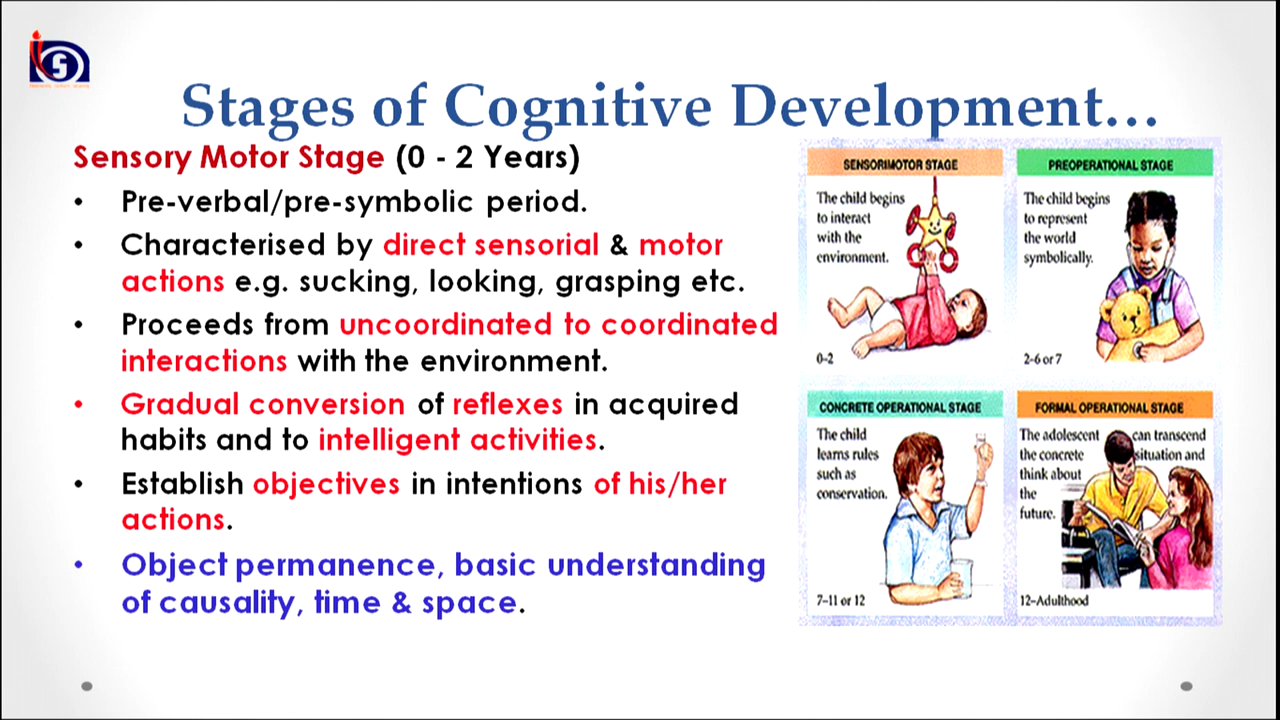 Stages of Cognitive Development...
Sensory Motor Stage (0 - 2 Years)
• Pre-verbal/pre-symbolic period.
• Characterised by direct sensorial & motor
actions e.g. sucking, looking, grasping etc.
• Proceeds from uncoordinated to coordinated
interactions with the environment.
• Gradual conversion of reflexes in acquired
habits and to intelligent activities.
• Establish objectives in intentions of his/her
actions.
• Object permanence, basic understanding
of causality, time & space.
SENSORIMOTOR STAGE
The child begins
to interact
with the
environment.
0-2
PREOPERATIONAL STAGE
The child begins
to represent
the world
symbolically.
2-6 or 7
CONCRETE OPERATIONAL STAGE
The child
learns rules
such as
conservation.
7-11 or 12
FORMAL OPERATIONAL STAGE
The adolescent can transcend
the concrete situation and
think about
the
future.
12-Adulthood